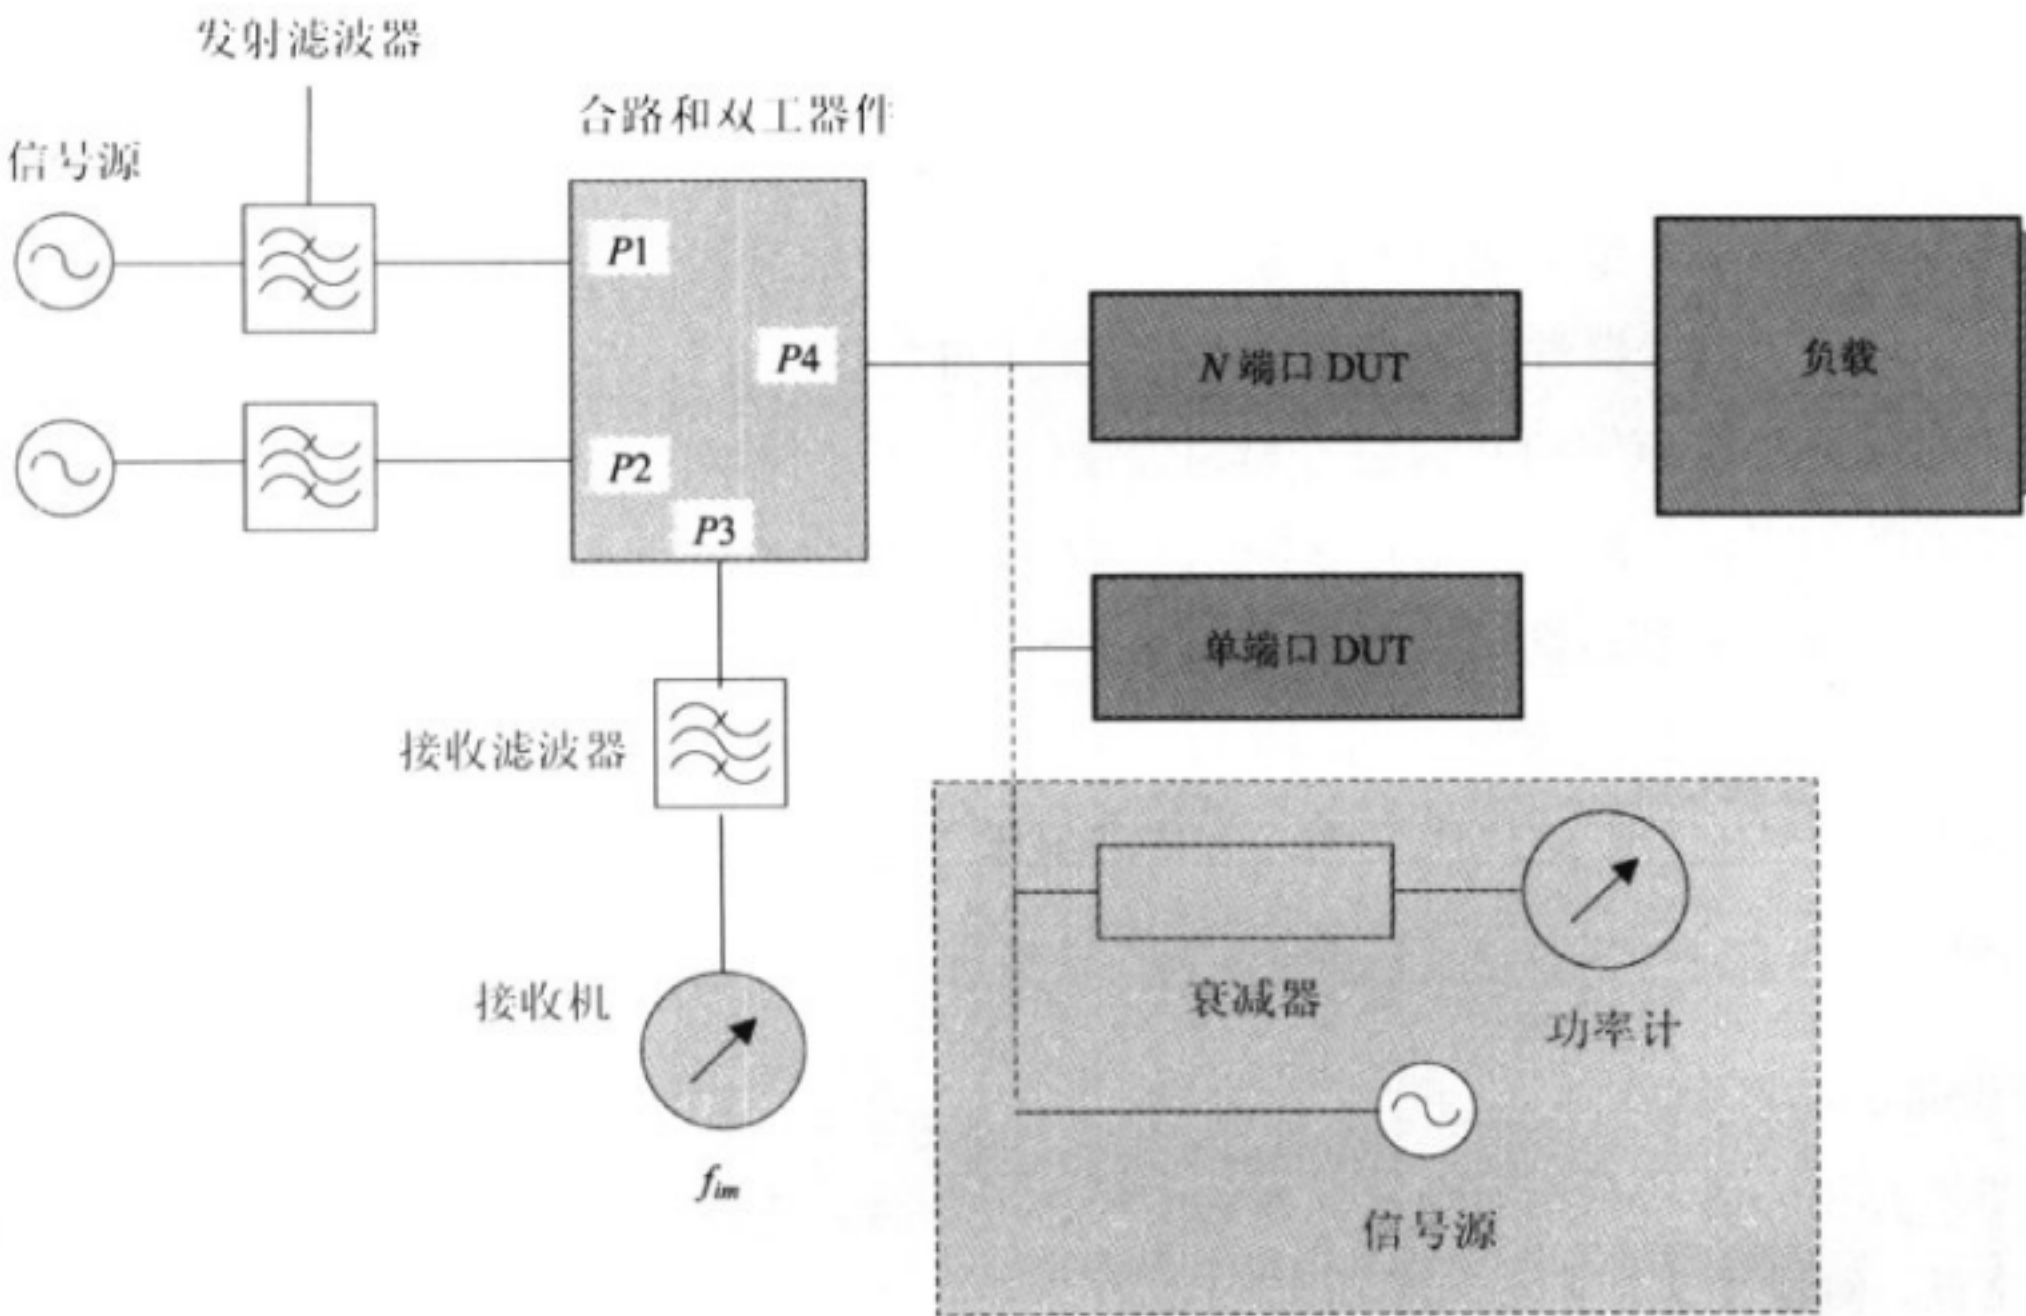 发射滤波器
合路和双工器件
信号源
P1
P4
N 端口 DUT
负载
P2
P3
单端口 DUT
接收滤波器
接收机
衰减器
功率计
fim
信号源